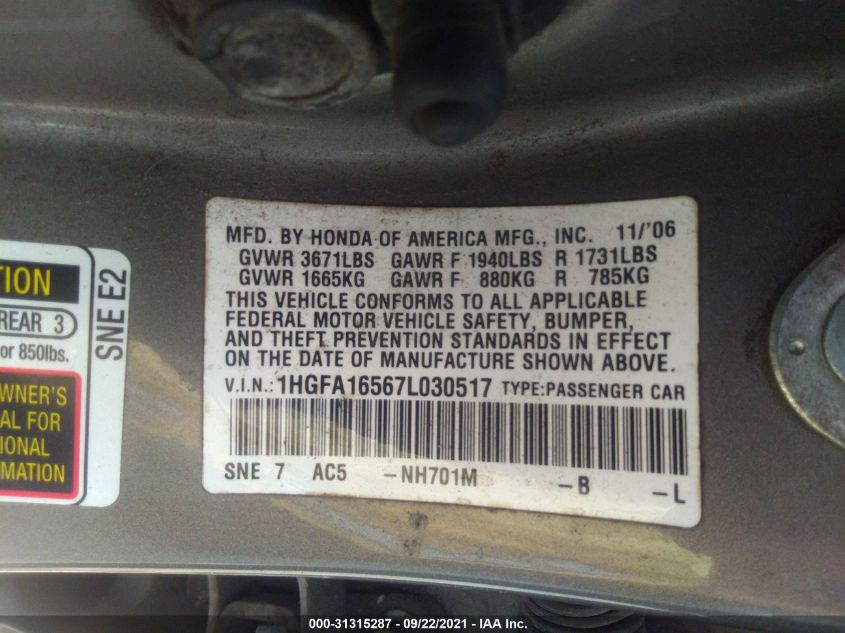 MFD. BY HONDA OF AMERICA MFG., INC. 11/'06
GVWR 3671LBS GAWR F 1940LBS R 1731LBS
GVWR 1665KG GAWR F 880KG R 785KG
THIS VEHICLE CONFORMS TO ALL APPLICABLE
FEDERAL MOTOR VEHICLE SAFETY, BUMPER,
AND THEFT PREVENTION STANDARDS IN EFFECT
ON THE DATE OF MANUFACTURE SHOWN ABOVE.
V.I.N.: 1HGFA16567L030517 TYPE:PASSENGER CAR
SNE 7 AC5 -NH701M -B -L
TION
REAR 3
or 850lbs.
WNER'S
AL FOR
IONAL
RMATION
SNE E2
000-31315287 - 09/22/2021 - IAA Inc.